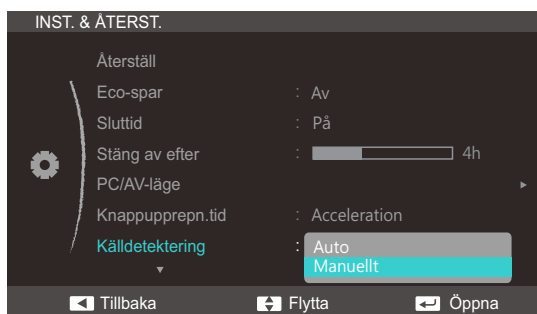 INST. & ÅTERST.
Återställ
Eco-spar : Av
Sluttid : På
Stäng av efter : 4h
PC/AV-läge
Knappupprepn.tid : Acceleration
Källdetektering : Auto
Manuellt
Tillbaka Flytta Öppna